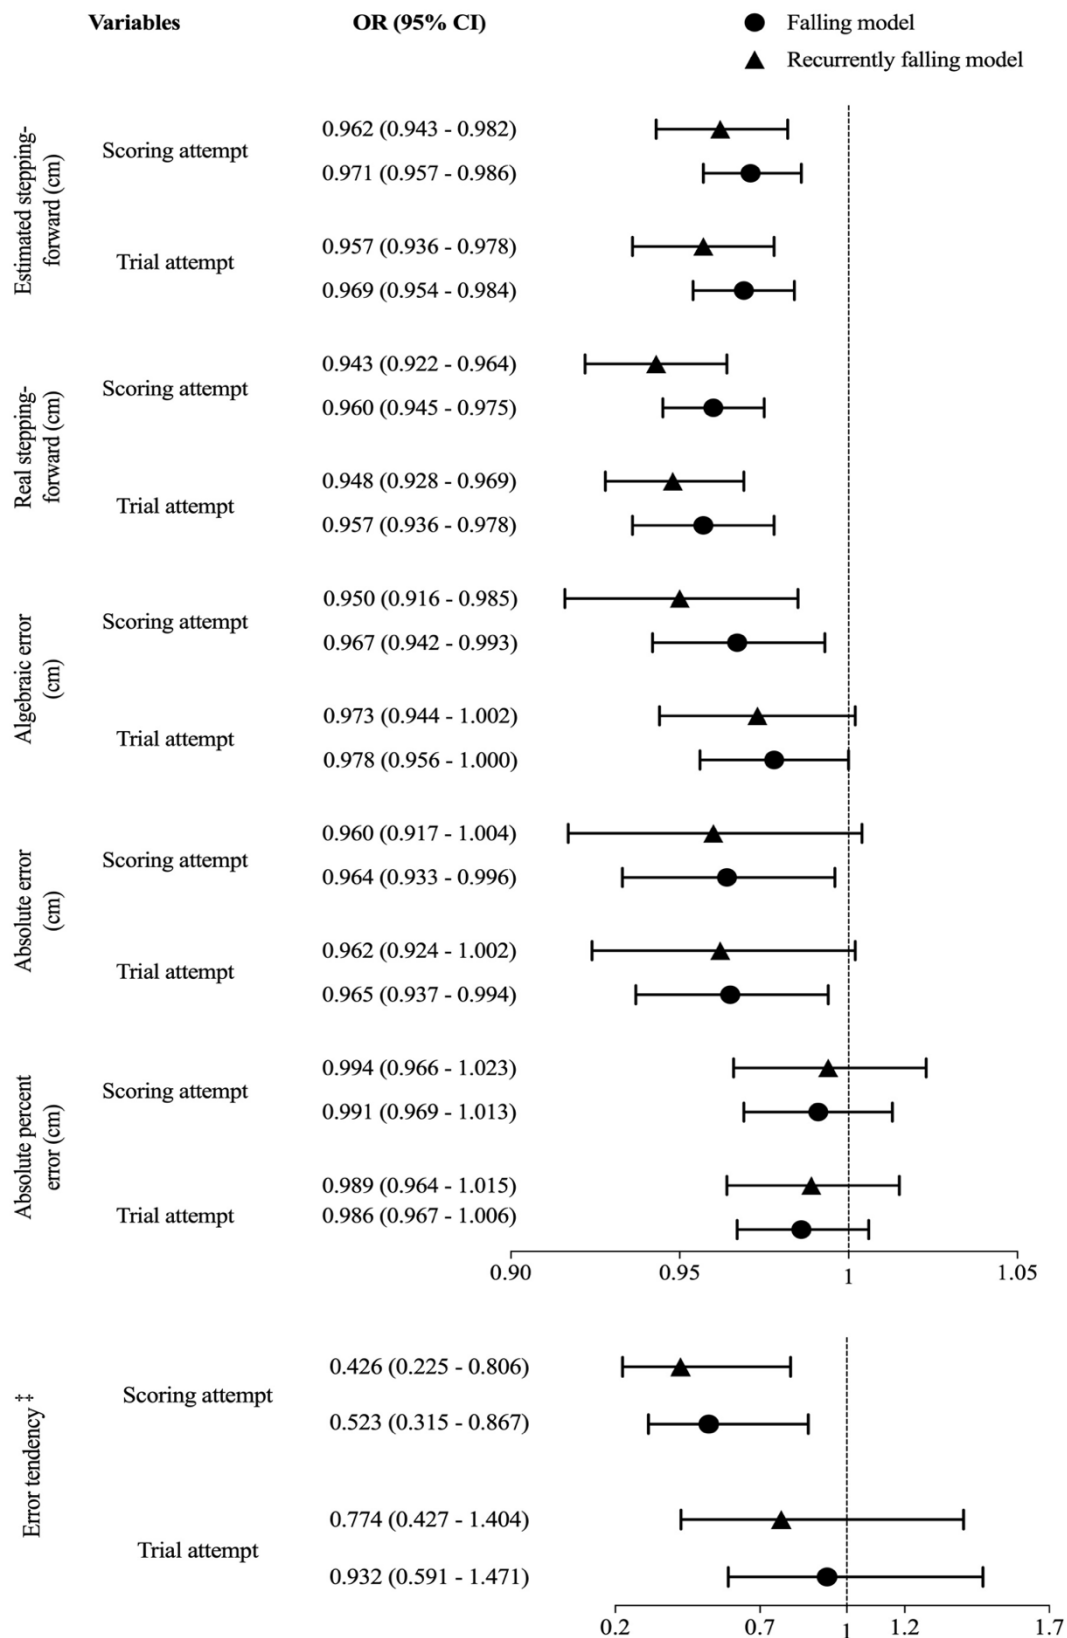 Variables OR (95% CI) Falling model
Recurrently falling model
Estimated stepping-
forward (cm)
Scoring attempt
0.962 (0.943 - 0.982)
0.971 (0.957 - 0.986)
Trial attempt
0.957 (0.936 - 0.978)
0.969 (0.954 - 0.984)
Real stepping-
forward (cm)
Scoring attempt
0.943 (0.922 - 0.964)
0.960 (0.945 - 0.975)
Trial attempt
0.948 (0.928 - 0.969)
0.957 (0.936 - 0.978)
Algebraic error
(cm)
Scoring attempt
0.950 (0.916 - 0.985)
0.967 (0.942 - 0.993)
Trial attempt
0.973 (0.944 - 1.002)
0.978 (0.956 - 1.000)
Absolute error
(cm)
Scoring attempt
0.960 (0.917 - 1.004)
0.964 (0.933 - 0.996)
Trial attempt
0.962 (0.924 - 1.002)
0.965 (0.937 - 0.994)
Absolute percent
error (cm)
Scoring attempt
0.994 (0.966 - 1.023)
0.991 (0.969 - 1.013)
Trial attempt
0.989 (0.964 - 1.015)
0.986 (0.967 - 1.006)
0.90 0.95 1 1.05
Error tendency ‡
Scoring attempt
0.426 (0.225 - 0.806)
0.523 (0.315 - 0.867)
Trial attempt
0.774 (0.427 - 1.404)
0.932 (0.591 - 1.471)
0.2 0.7 1 1.2 1.7